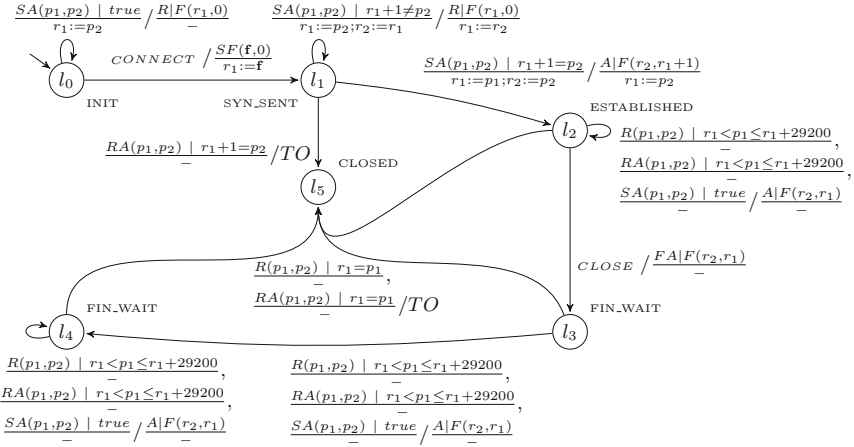 SA(p₁,p₂) | true / R|F(r₁,0)
r₁:=p₂ −
SA(p₁,p₂) | r₁+1≠p₂ / R|F(r₁,0)
r₁:=p₂;r₂:=r₁ r₁:=r₂
l₀
INIT
CONNECT / SF(f,0)
r₁:=f
l₁
SYN_SENT
SA(p₁,p₂) | r₁+1=p₂ / A|F(r₂,r₁+1)
r₁:=p₁;r₂:=p₂ r₁:=p₂
l₂
ESTABLISHED
R(p₁,p₂) | r₁<p₁≤r₁+29200
− ,
RA(p₁,p₂) | r₁<p₁≤r₁+29200
− ,
SA(p₁,p₂) | true / A|F(r₂,r₁)
− −
RA(p₁,p₂) | r₁+1=p₂ /TO
−
CLOSED
l₅
CLOSE / FA|F(r₂,r₁)
−
R(p₁,p₂) | r₁=p₁
− ,
RA(p₁,p₂) | r₁=p₁ /TO
−
FIN_WAIT
l₄
FIN_WAIT
l₃
R(p₁,p₂) | r₁<p₁≤r₁+29200
− ,
RA(p₁,p₂) | r₁<p₁≤r₁+29200
− ,
SA(p₁,p₂) | true / A|F(r₂,r₁)
− −
R(p₁,p₂) | r₁<p₁≤r₁+29200
− ,
RA(p₁,p₂) | r₁<p₁≤r₁+29200
− ,
SA(p₁,p₂) | true / A|F(r₂,r₁)
− −